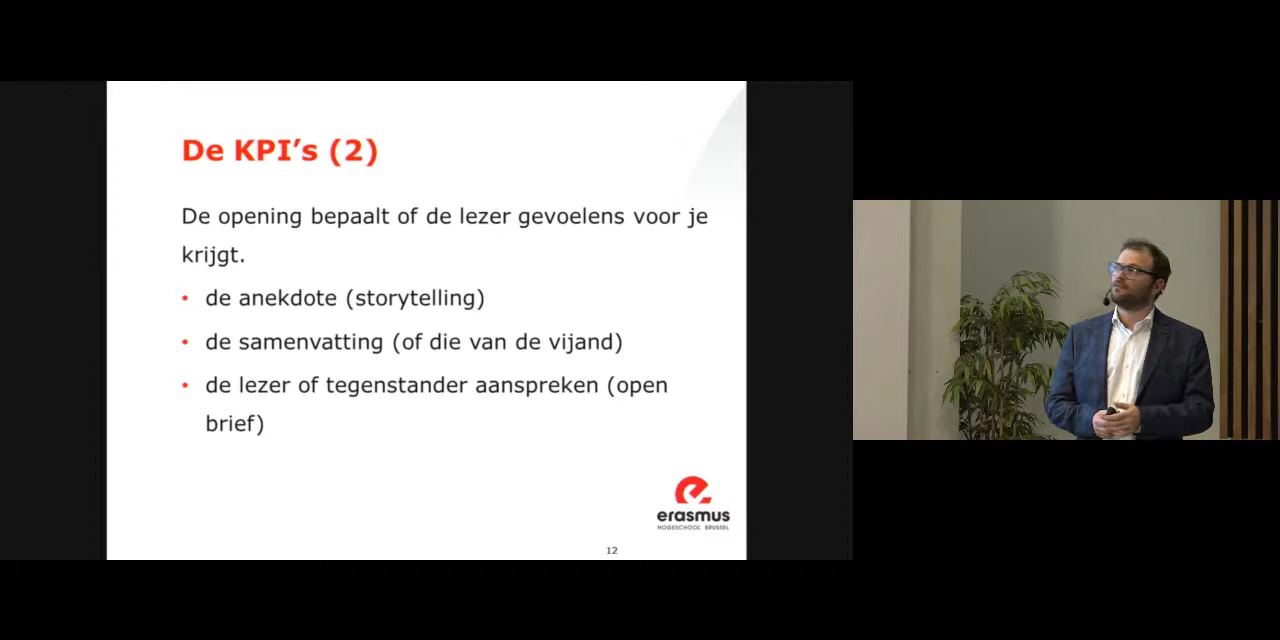 De KPI’s (2)
De opening bepaalt of de lezer gevoelens voor je
krijgt.
• de anekdote (storytelling)
• de samenvatting (of die van de vijand)
• de lezer of tegenstander aanspreken (open
brief)
erasmus
HOGESCHOOL BRUSSEL
12